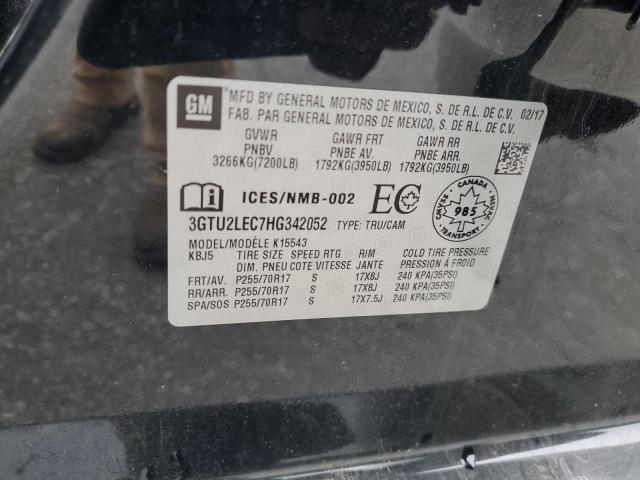 GM
MFD BY GENERAL MOTORS DE MEXICO, S. DE R.L. DE C.V. 02/17
FAB. PAR GENERAL MOTORS DE MEXICO, S. DE R.L. DE C.V.
GVWR GAWR FRT GAWR RR
PNBV PNBE AV. PNBE ARR.
3266KG(7200LB) 1792KG(3950LB) 1792KG(3950LB)
i ICES/NMB-002 EC
CMVSS NSVAC 985
3GTU2LEC7HG342052 TYPE: TRU/CAM
MODEL/MODÈLE K15543
KBJ5 TIRE SIZE SPEED RTG RIM COLD TIRE PRESSURE
DIM. PNEU COTE VITESSE JANTE PRESSION À FROID
FRT/AV. P255/70R17 S 17X8J 240 KPA(35PSI)
RR/ARR. P255/70R17 S 17X8J 240 KPA(35PSI)
SPA/SOS P255/70R17 S 17X7.5J 240 KPA(35PSI)